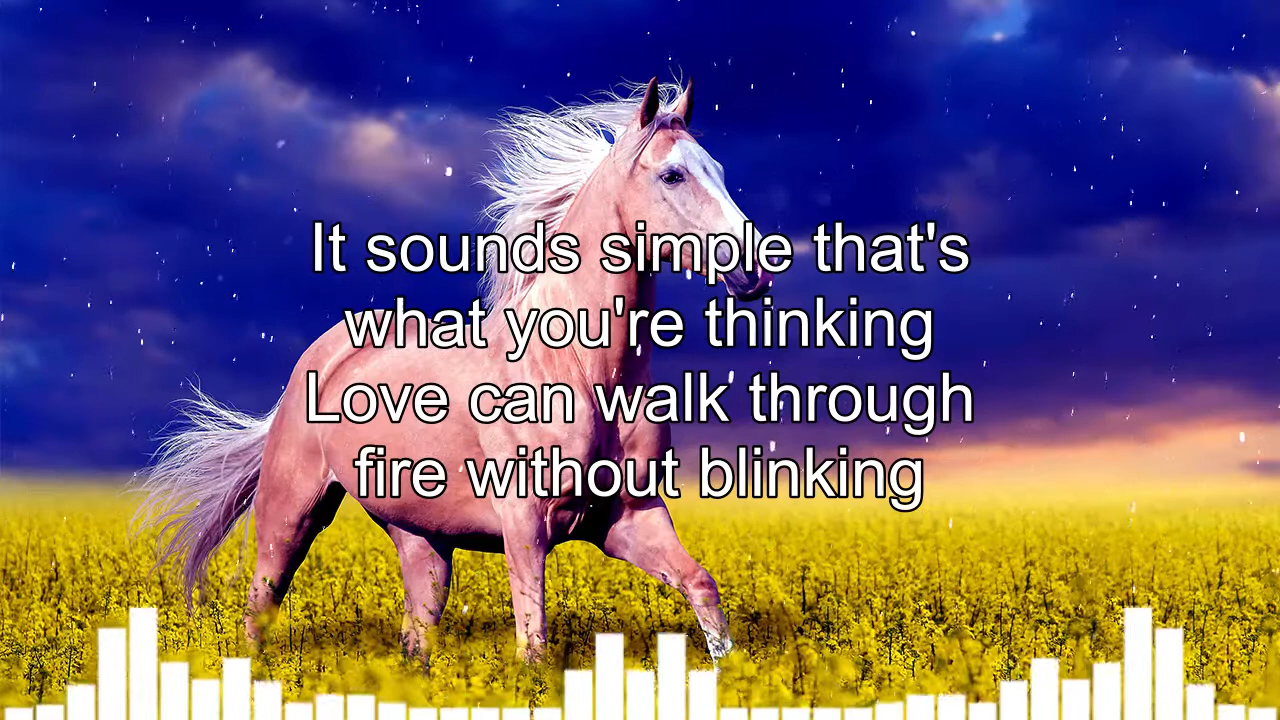 It sounds simple that's
what you're thinking
Love can walk through
fire without blinking